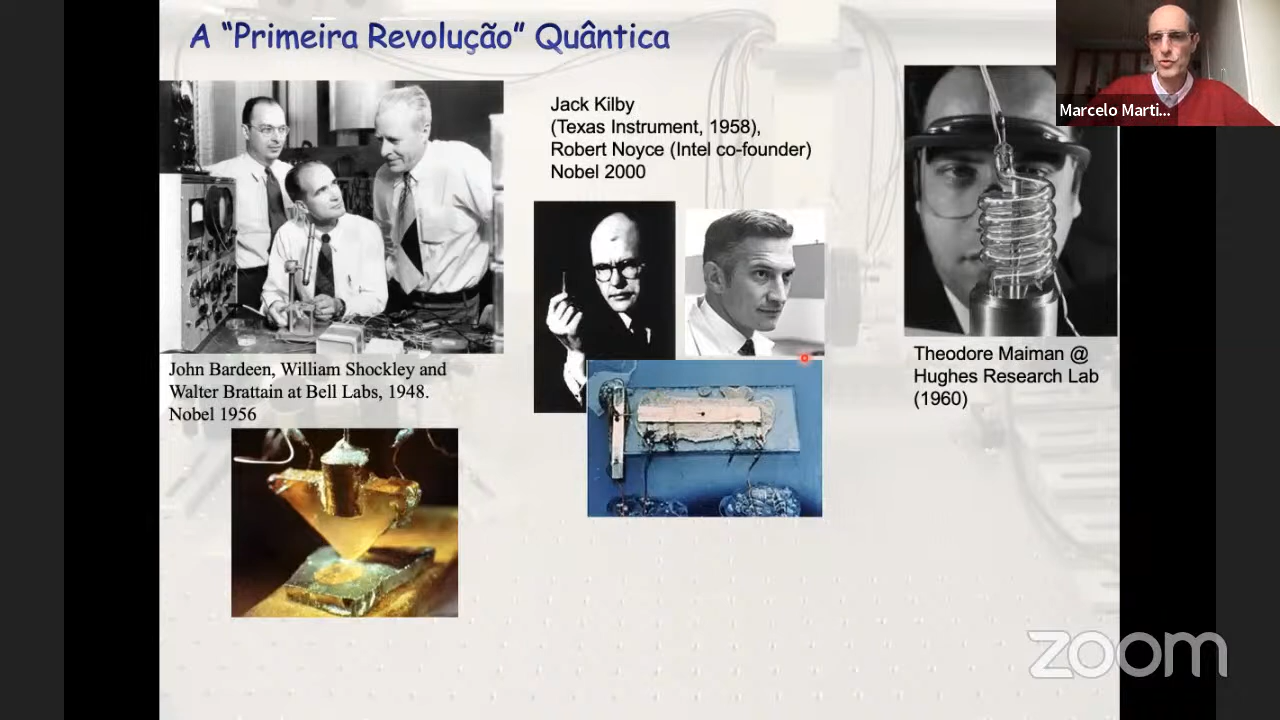 A “Primeira Revolução” Quântica
Marcelo Marti...
Jack Kilby
(Texas Instrument, 1958),
Robert Noyce (Intel co-founder)
Nobel 2000
John Bardeen, William Shockley and
Walter Brattain at Bell Labs, 1948.
Nobel 1956
Theodore Maiman @
Hughes Research Lab
(1960)
zoom